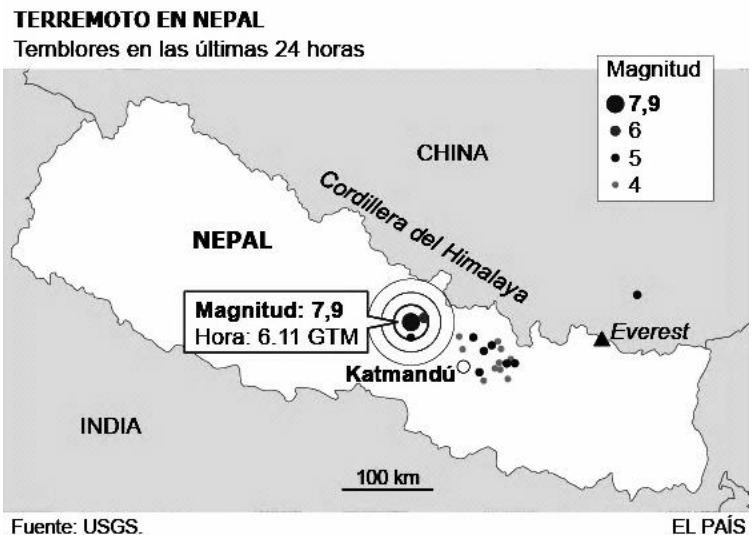 TERREMOTO EN NEPAL
Temblores en las últimas 24 horas
Magnitud
7,9
6
5
4
CHINA
Cordillera del Himalaya
NEPAL
Magnitud: 7,9
Hora: 6.11 GTM
Everest
Katmandú
INDIA
100 km
Fuente: USGS.
EL PAÍS